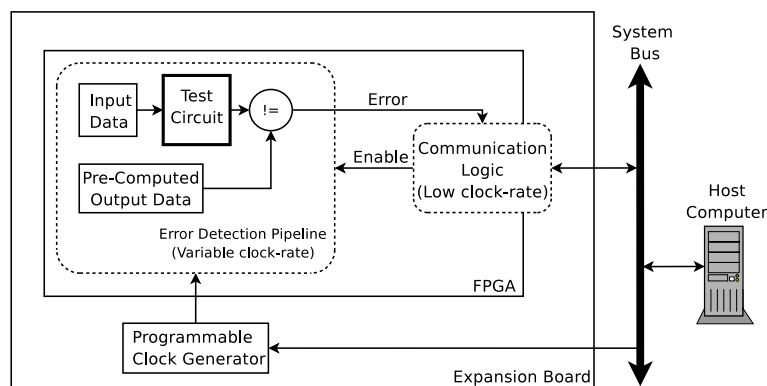 System
Bus
Input
Data
Test
Circuit
!=
Error
Enable
Communication
Logic
(Low clock-rate)
Pre-Computed
Output Data
Error Detection Pipeline
(Variable clock-rate)
Host
Computer
FPGA
Programmable
Clock Generator
Expansion Board